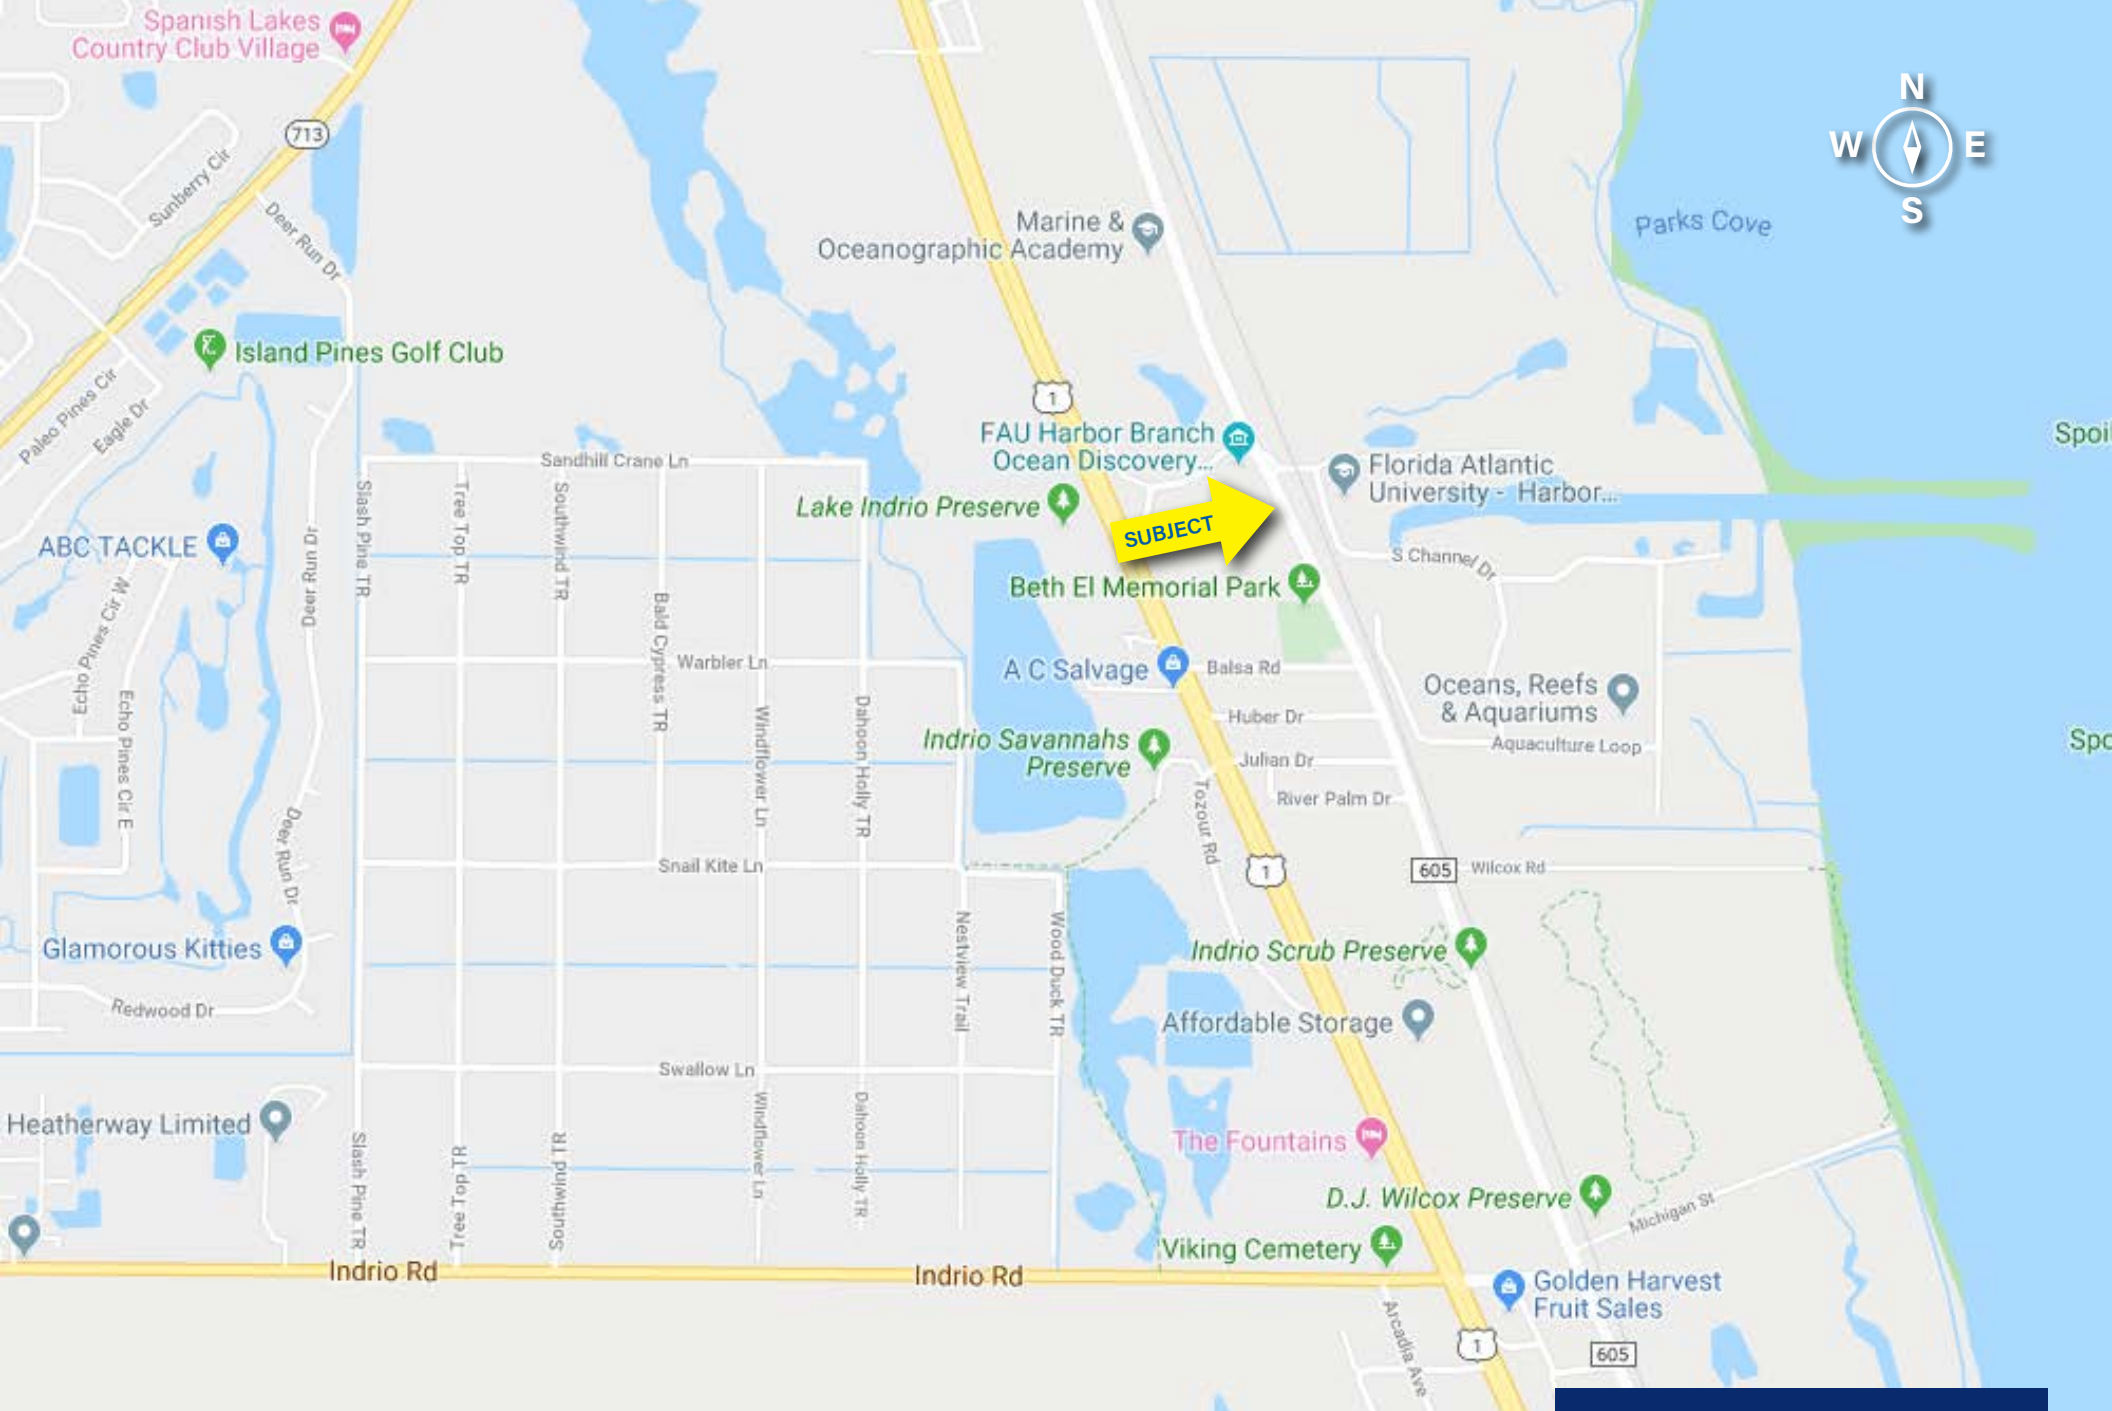 Spanish Lakes
Country Club Village
N
W
E
S
713
Sunberry Cir
Deer Run Dr
Marine &
Oceanographic Academy
Parks Cove
Island Pines Golf Club
Paleo Pines Cir
Eagle Dr
1
FAU Harbor Branch
Ocean Discovery...
Florida Atlantic
University - Harbor...
Sandhill Crane Ln
Lake Indrio Preserve
SUBJECT
ABC TACKLE
Deer Run Dr
Slash Pine TR
Tree Top TR
Southwind TR
S Channel Dr
Beth El Memorial Park
Echo Pines Cir W
Echo Pines Cir E
Bald Cypress TR
Warbler Ln
Windflower Ln
Dahoon Holly TR
A C Salvage
Balsa Rd
Huber Dr
Oceans, Reefs
& Aquariums
Aquaculture Loop
Indrio Savannahs
Preserve
Julian Dr
River Palm Dr
Tozour Rd
Deer Run Dr
Snail Kite Ln
1
605
Wilcox Rd
Glamorous Kitties
Nestview Trail
Wood Duck TR
Indrio Scrub Preserve
Redwood Dr
Affordable Storage
Swallow Ln
Heatherway Limited
Slash Pine TR
Tree Top TR
Southwind TR
Windflower Ln
Dahoon Holly TR
The Fountains
D.J. Wilcox Preserve
Michigan St
Viking Cemetery
Indrio Rd
Indrio Rd
Golden Harvest
Fruit Sales
Arcadia Ave
1
605